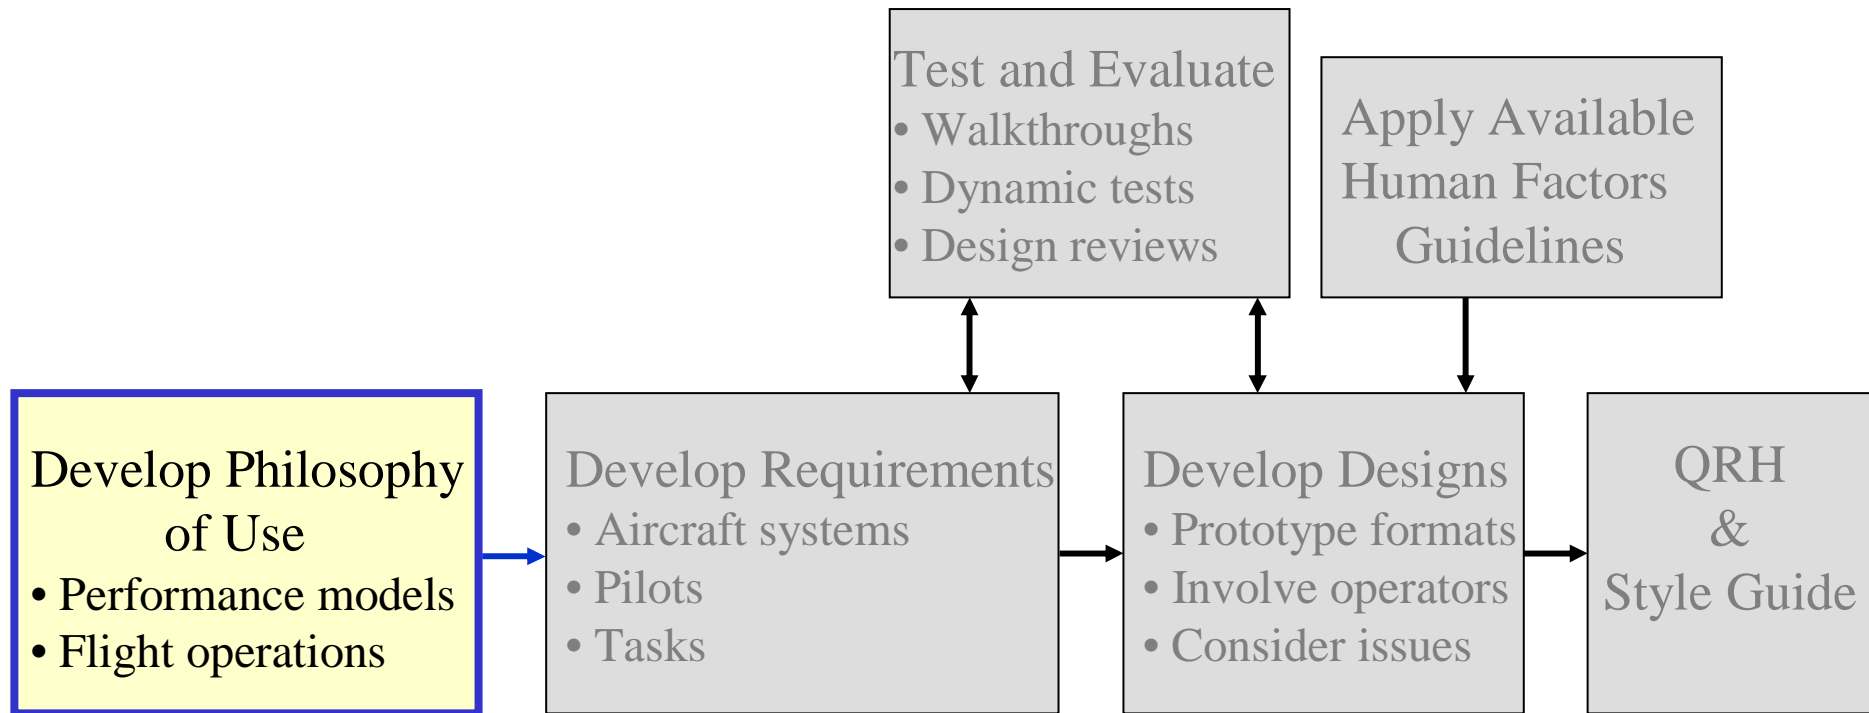 Test and Evaluate
• Walkthroughs
• Dynamic tests
• Design reviews
Apply Available
Human Factors
Guidelines
Develop Philosophy
of Use
• Performance models
• Flight operations
Develop Requirements
• Aircraft systems
• Pilots
• Tasks
Develop Designs
• Prototype formats
• Involve operators
• Consider issues
QRH
&
Style Guide